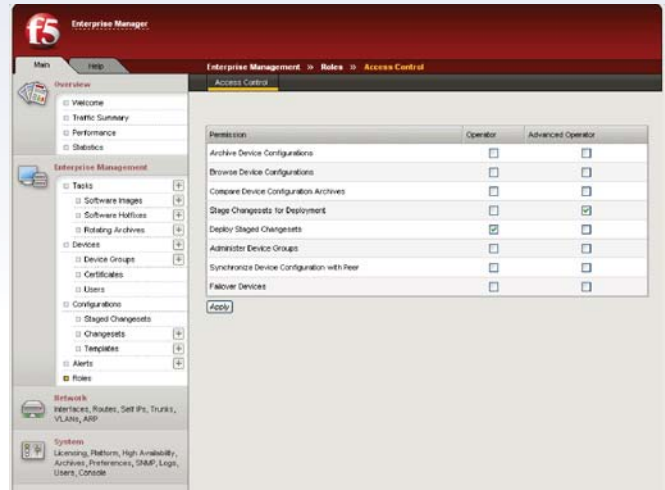 f5
Enterprise Manager
Main
Help
Enterprise Management » Roles » Access Control
Access Control
Overview
Welcome
Traffic Summary
Performance
Statistics
Enterprise Management
Tasks
Software Images
Software Hotfixes
Rotating Archives
Devices
Device Groups
Certificates
Users
Configurations
Staged Changesets
Changesets
Templates
Alerts
Roles
Network
Interfaces, Routes, Self IPs, Trunks,
VLANs, ARP
System
Licensing, Platform, High Availability,
Archives, Preferences, SNMP, Logs,
Users, Console
Permission Operator Advanced Operator
Archive Device Configurations
Browse Device Configurations
Compare Device Configuration Archives
Stage Changesets for Deployment
Deploy Staged Changesets
Administer Device Groups
Synchronize Device Configuration with Peer
Failover Devices
Apply